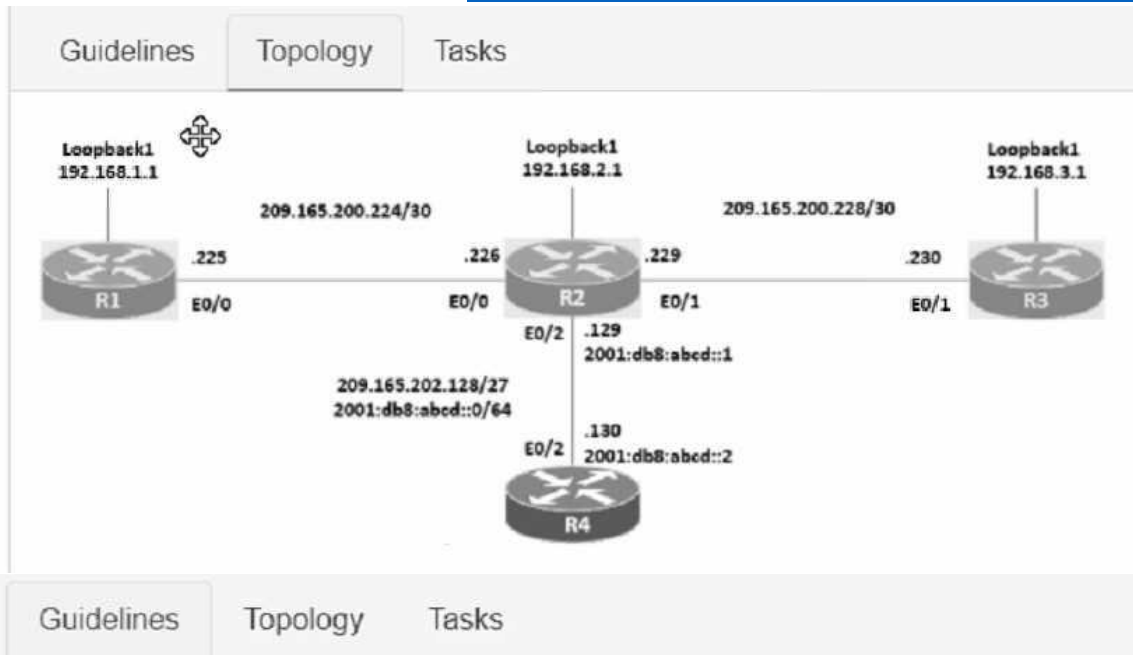 Guidelines Topology Tasks
Loopback1
192.168.1.1
Loopback1
192.168.2.1
Loopback1
192.168.3.1
209.165.200.224/30
209.165.200.228/30
.225
.226
.229
.230
R1
R2
R3
E0/0
E0/0
E0/1
E0/1
E0/2
.129
2001:db8:abcd::1
209.165.202.128/27
2001:db8:abcd::0/64
.130
E0/2
2001:db8:abcd::2
R4
Guidelines Topology Tasks